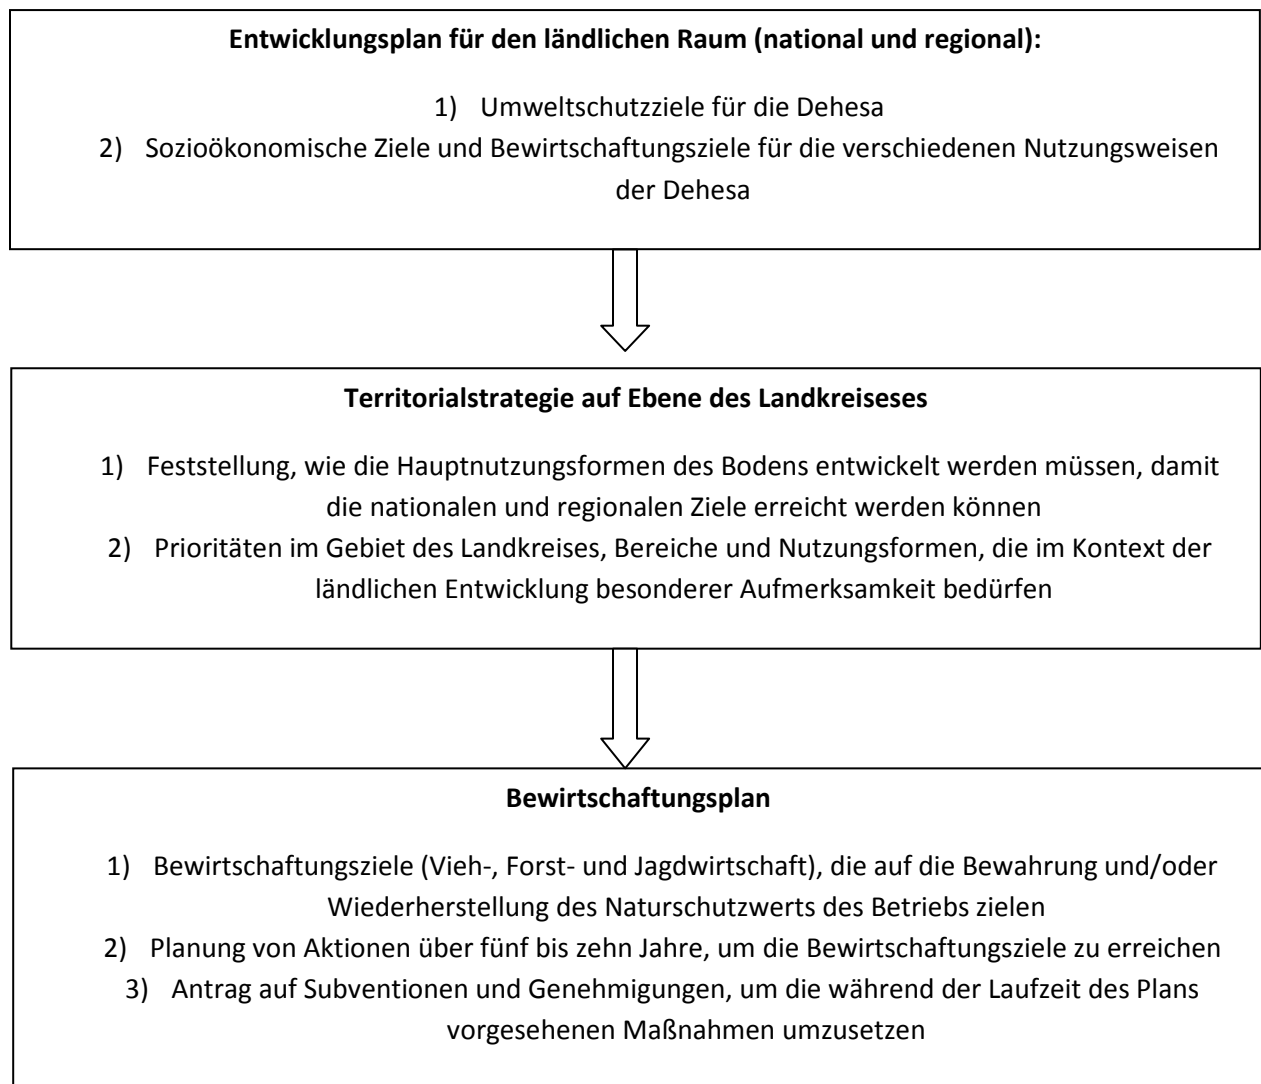 Entwicklungsplan für den ländlichen Raum (national und regional):
1) Umweltschutzziele für die Dehesa
2) Sozioökonomische Ziele und Bewirtschaftungsziele für die verschiedenen Nutzungsweisen
der Dehesa
Territorialstrategie auf Ebene des Landkreiseses
1) Feststellung, wie die Hauptnutzungsformen des Bodens entwickelt werden müssen, damit
die nationalen und regionalen Ziele erreicht werden können
2) Prioritäten im Gebiet des Landkreises, Bereiche und Nutzungsformen, die im Kontext der
ländlichen Entwicklung besonderer Aufmerksamkeit bedürfen
Bewirtschaftungsplan
1) Bewirtschaftungsziele (Vieh-, Forst- und Jagdwirtschaft), die auf die Bewahrung und/oder
Wiederherstellung des Naturschutzwerts des Betriebs zielen
2) Planung von Aktionen über fünf bis zehn Jahre, um die Bewirtschaftungsziele zu erreichen
3) Antrag auf Subventionen und Genehmigungen, um die während der Laufzeit des Plans
vorgesehenen Maßnahmen umzusetzen